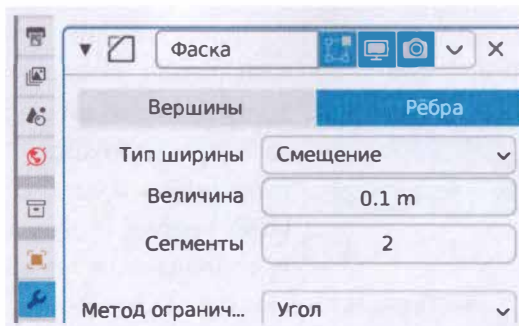 Фаска
Вершины Рёбра
Тип ширины Смещение
Величина 0.1 m
Сегменты 2
Метод огранич... Угол